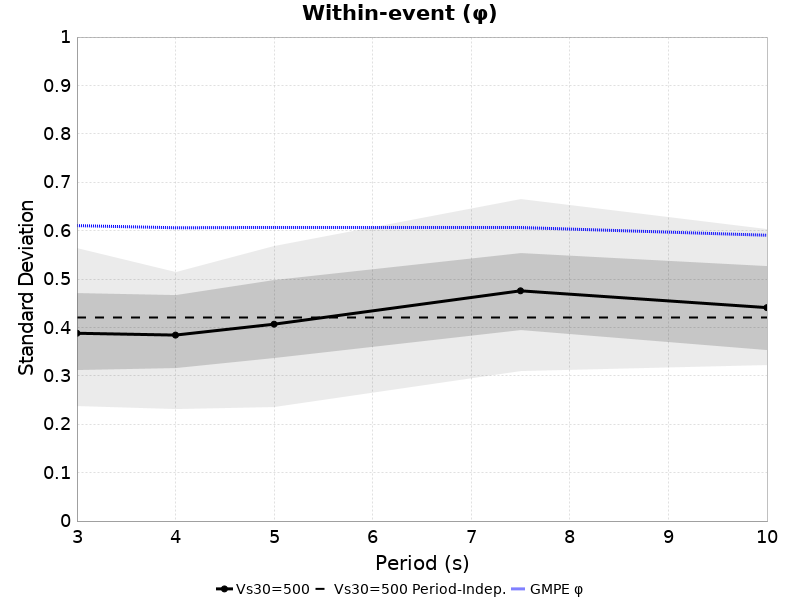 Within-event (φ)
1
0.9
0.8
0.7
0.6
0.5
0.4
0.3
0.2
0.1
0
Standard Deviation
3 4 5 6 7 8 9 10
Period (s)
Vs30=500 Vs30=500 Period-Indep. GMPE φ